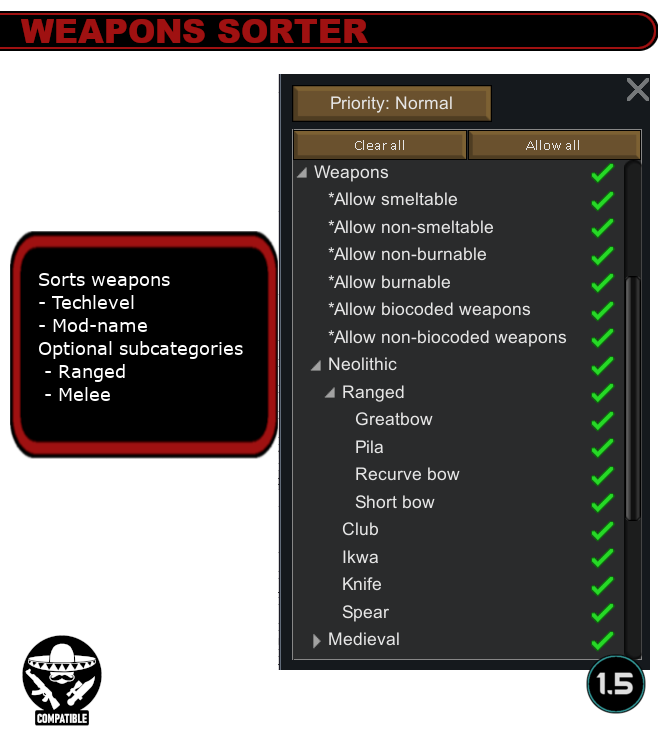 WEAPONS SORTER
Sorts weapons
- Techlevel
- Mod-name
Optional subcategories
- Ranged
- Melee
Priority: Normal
Clear all
Allow all
Weapons
*Allow smeltable
*Allow non-smeltable
*Allow non-burnable
*Allow burnable
*Allow biocoded weapons
*Allow non-biocoded weapons
Neolithic
Ranged
Greatbow
Pila
Recurve bow
Short bow
Club
Ikwa
Knife
Spear
Medieval
COMPATIBLE
1.5